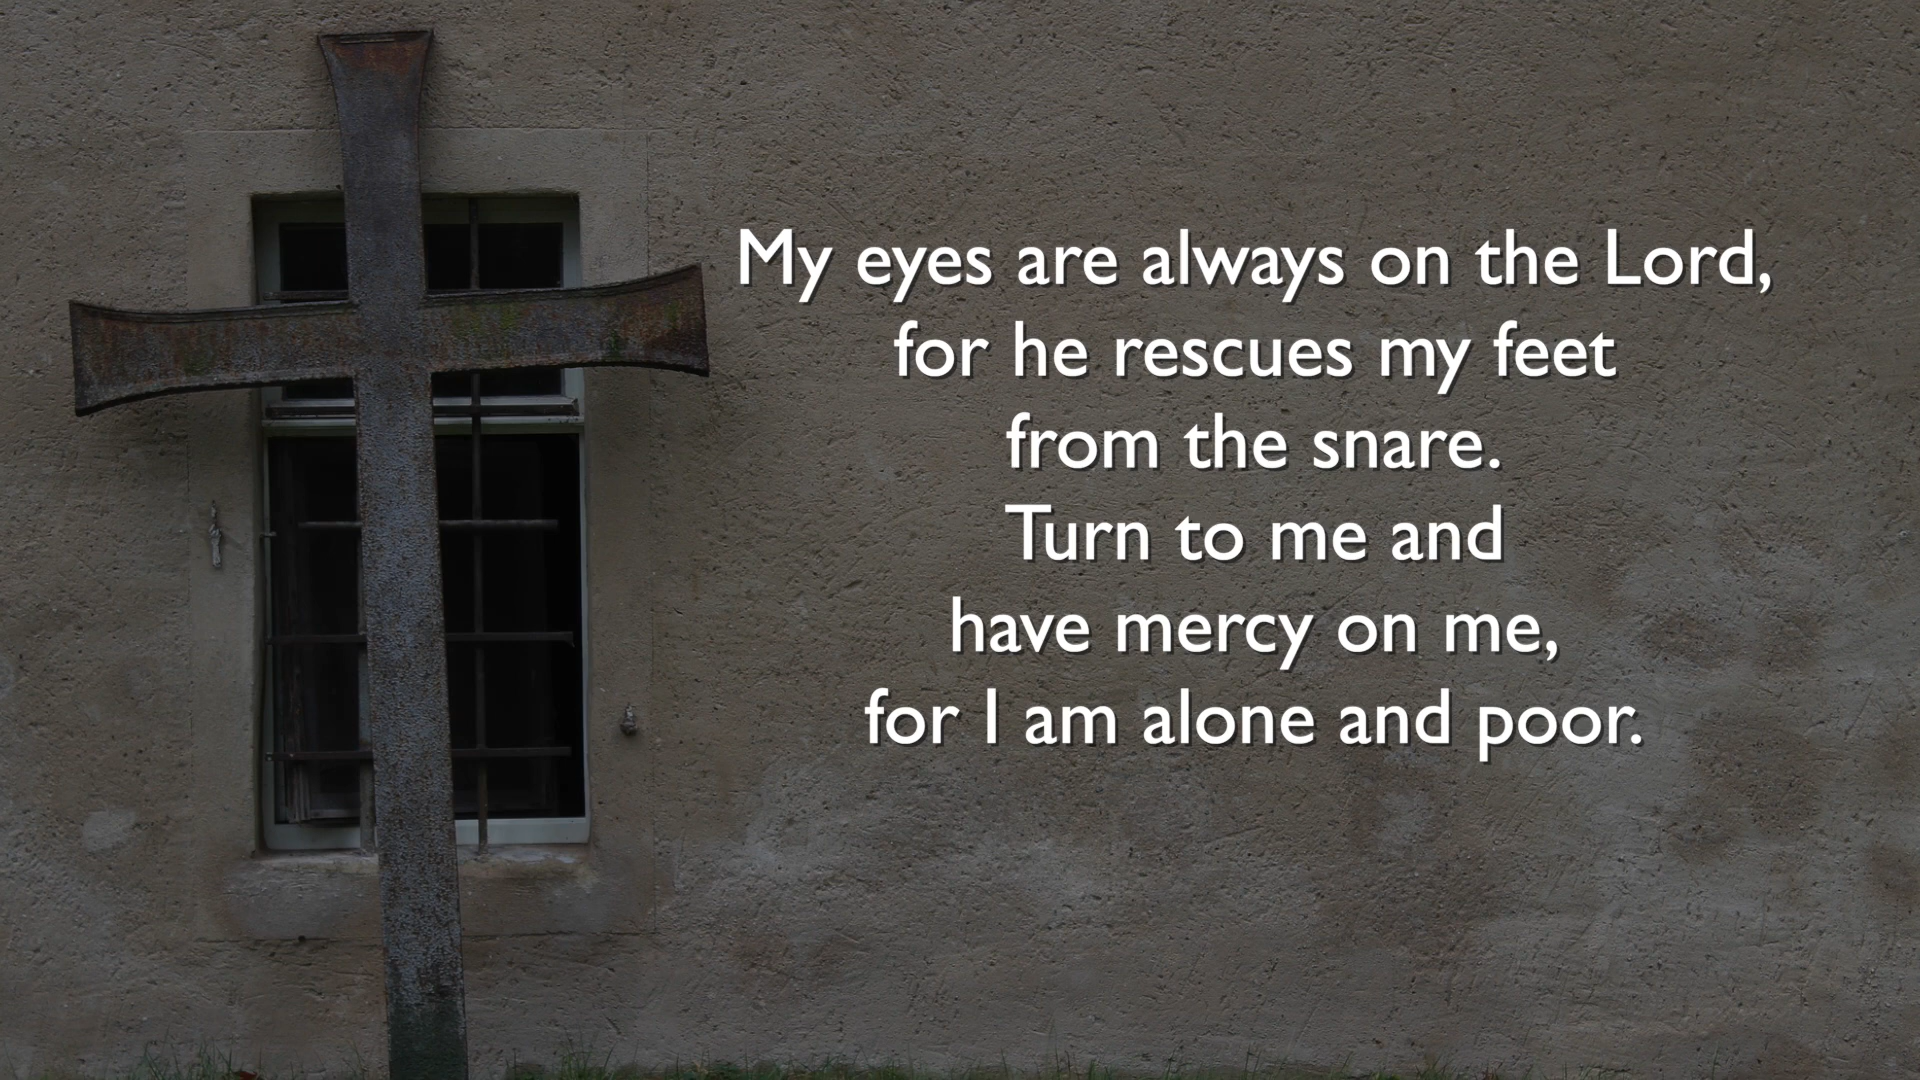 My eyes are always on the Lord,
for he rescues my feet
from the snare.
Turn to me and
have mercy on me,
for I am alone and poor.